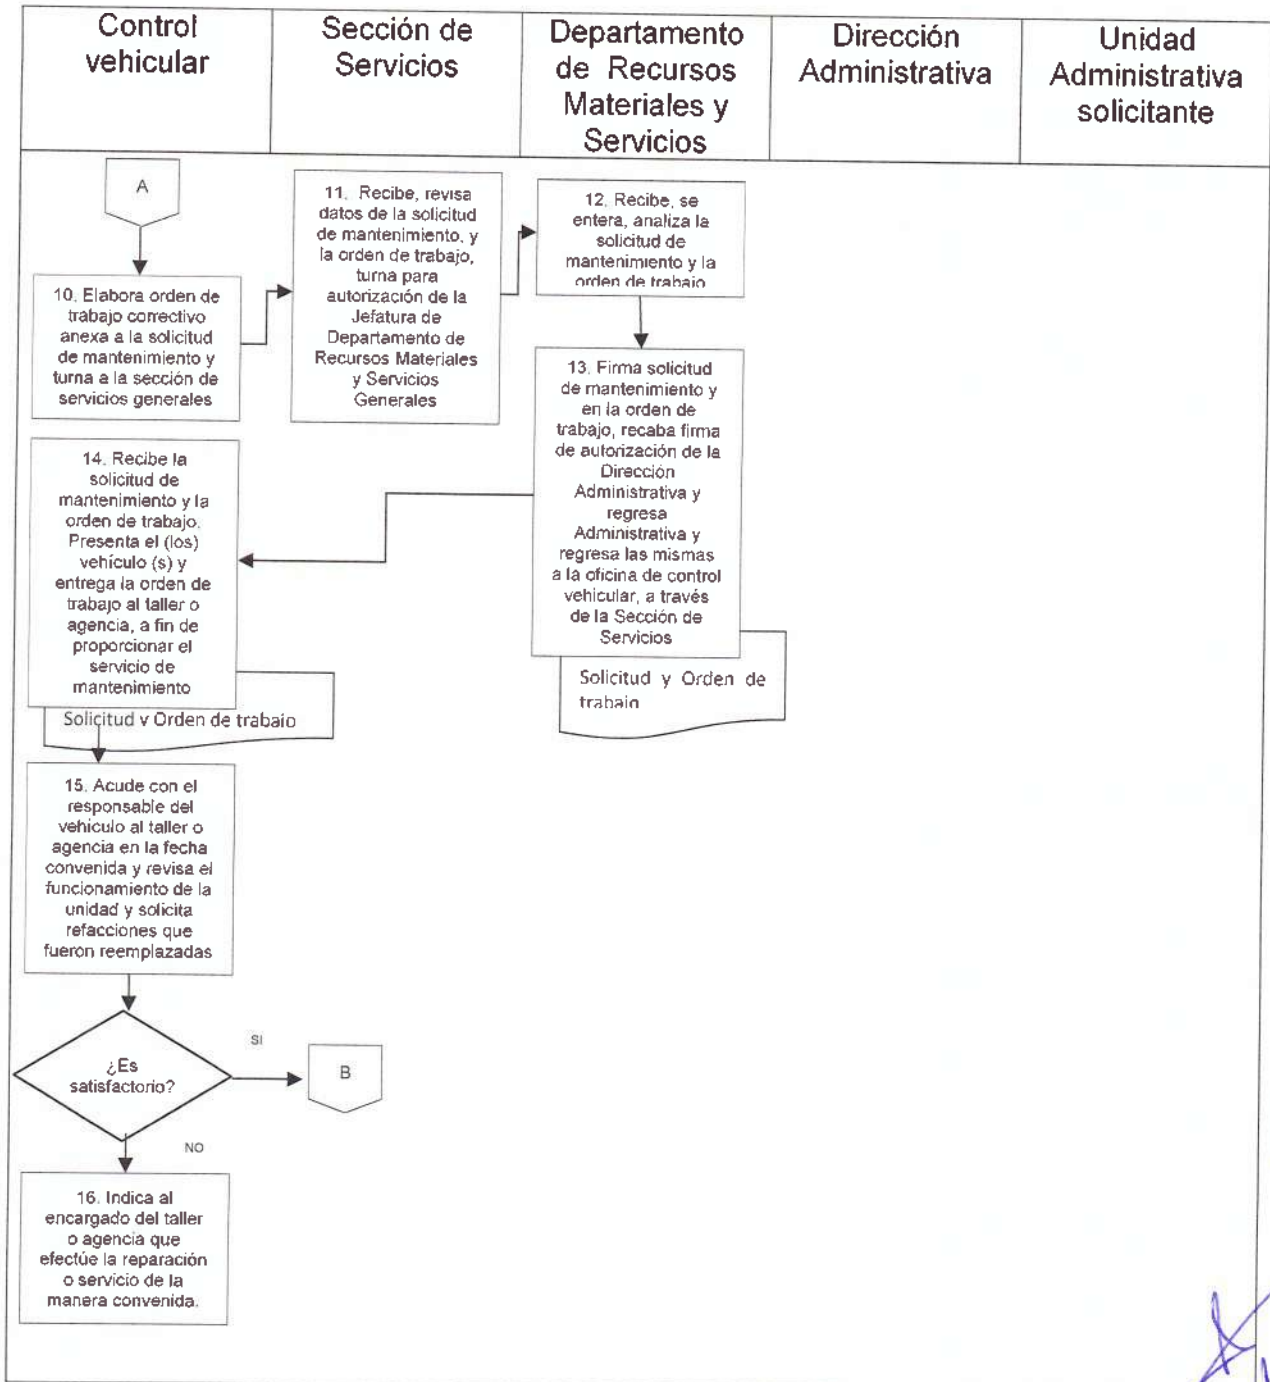 Control
vehicular
Sección de
Servicios
Departamento
de Recursos
Materiales y
Servicios
Dirección
Administrativa
Unidad
Administrativa
solicitante
A
10. Elabora orden de
trabajo correctivo
anexa a la solicitud
de mantenimiento y
turna a la sección de
servicios generales
11. Recibe, revisa
datos de la solicitud
de mantenimiento, y
la orden de trabajo,
turna para
autorización de la
Jefatura de
Departamento de
Recursos Materiales
y Servicios
Generales
12. Recibe, se
entera, analiza la
solicitud de
mantenimiento y la
orden de trabajo
13. Firma solicitud
de mantenimiento y
en la orden de
trabajo, recaba firma
de autorización de la
Dirección
Administrativa y
regresa
Administrativa y
regresa las mismas
a la oficina de control
vehicular, a través
de la Sección de
Servicios
Solicitud y Orden de
trabajo
14. Recibe la
solicitud de
mantenimiento y la
orden de trabajo.
Presenta el (los)
vehículo (s) y
entrega la orden de
trabajo al taller o
agencia, a fin de
proporcionar el
servicio de
mantenimiento
Solicitud y Orden de trabajo
15. Acude con el
responsable del
vehiculo al taller o
agencia en la fecha
convenida y revisa el
funcionamiento de la
unidad y solicita
refacciones que
fueron reemplazadas
¿Es
satisfactorio?
SI
B
NO
16. Indica al
encargado del taller
o agencia que
efectúe la reparación
o servicio de la
manera convenida.